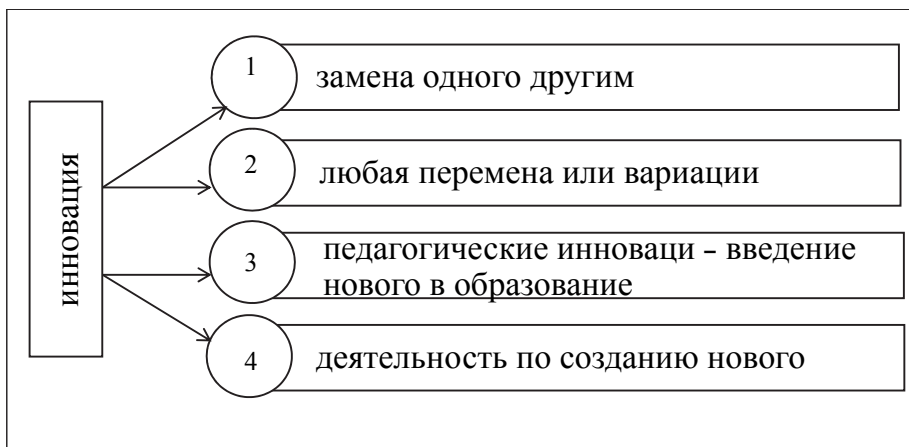 инновация
1
замена одного другим
2
любая перемена или вариации
3
педагогические инноваци – введение
нового в образование
4
деятельность по созданию нового